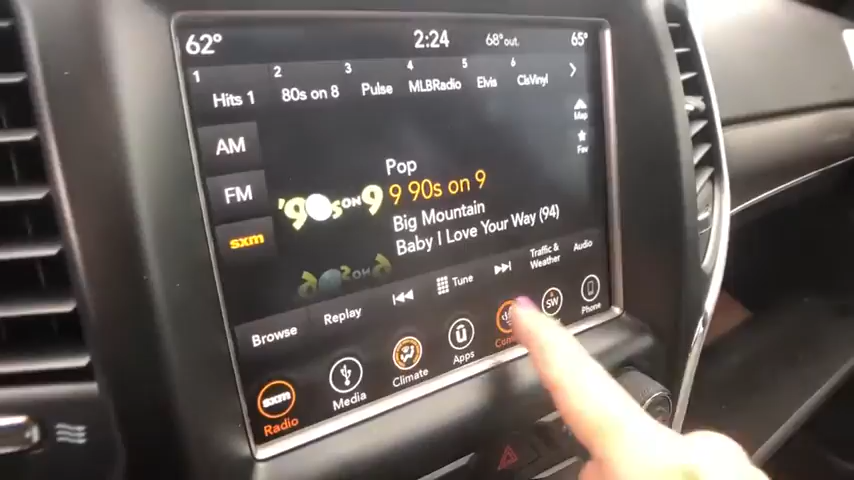 62°
2:24
68°out
65°
1 Hits 1
2 80s on 8
3 Pulse
4 MLBRadio
5 Elvis
6 ClsVinyl
Map
Fav
AM
FM
sxm
'90s ON 9
Pop
9 90s on 9
Big Mountain
Baby I Love Your Way (94)
Browse
Replay
Tune
Traffic & Weather
Audio
sxm
Radio
Media
Climate
Apps
SW
Phone